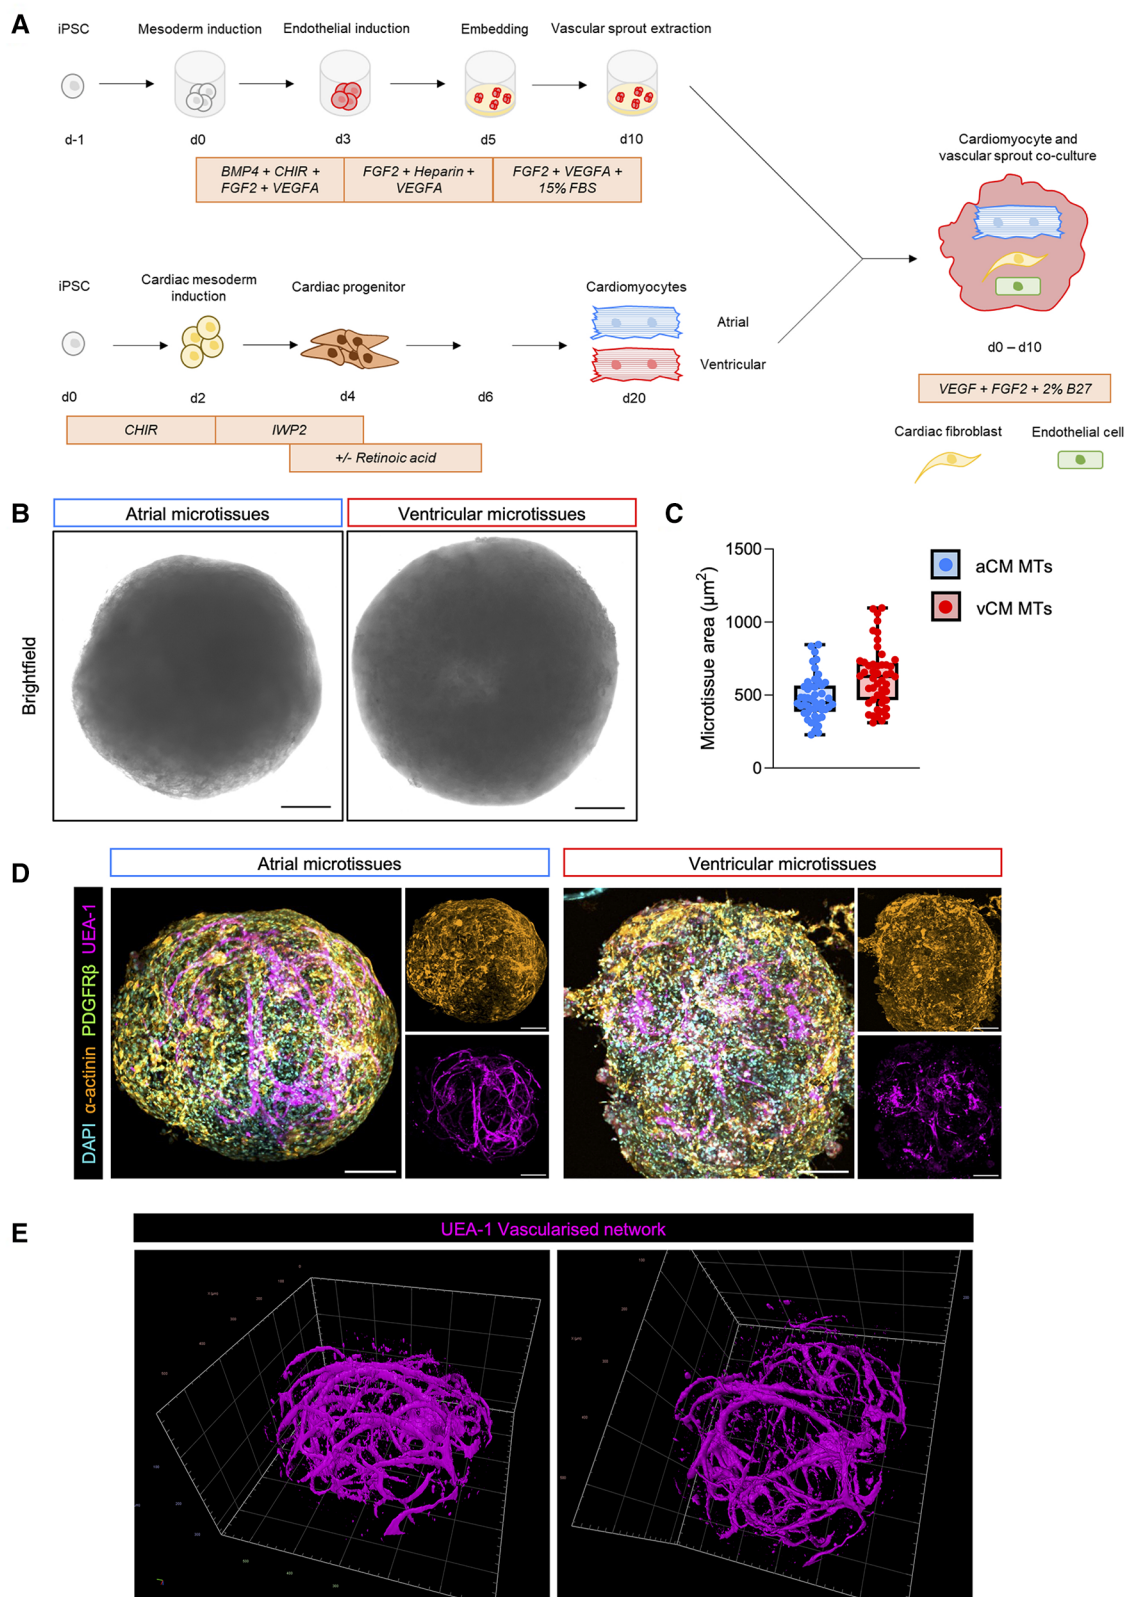 A
iPSC
Mesoderm induction
Endothelial induction
Embedding
Vascular sprout extraction
d-1
d0
d3
d5
d10
BMP4 + CHIR +
FGF2 + VEGFA
FGF2 + Heparin +
VEGFA
FGF2 + VEGFA +
15% FBS
Cardiomyocyte and
vascular sprout co-culture
iPSC
Cardiac mesoderm
induction
Cardiac progenitor
Cardiomyocytes
Atrial
Ventricular
d0
d2
d4
d6
d20
CHIR
IWP2
+/- Retinoic acid
d0 – d10
VEGF + FGF2 + 2% B27
Cardiac fibroblast
Endothelial cell
B
Atrial microtissues
Ventricular microtissues
Brightfield
C
Microtissue area (μm²)
1500
1000
500
0
aCM MTs
vCM MTs
D
Atrial microtissues
Ventricular microtissues
DAPI α-actinin PDGFRβ UEA-1
E
UEA-1 Vascularised network